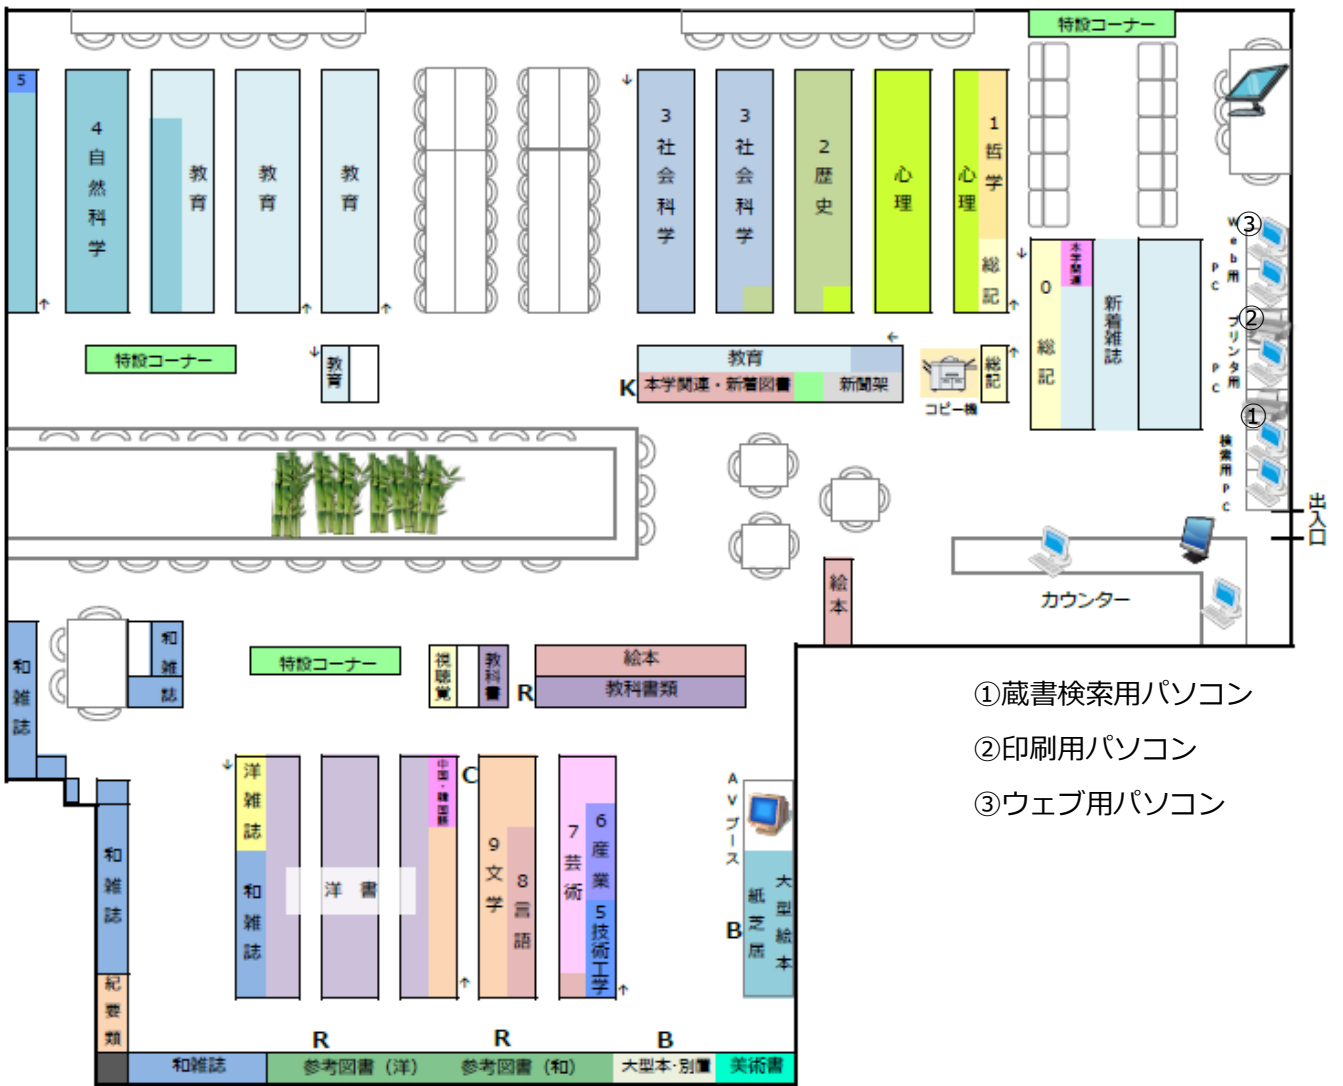 特設コーナー
5
4自然科学
教育
教育
教育
3社会科学
3社会科学
2歴史
心理
心理
1哲学
総記
本学関連
0総記
新着雑誌
③
Web用PC
②
プリンタ用PC
①
検索用PC
出入口
特設コーナー
教育
教育
K
本学関連・新着図書
新聞架
コピー機
総記
絵本
カウンター
和雑誌
和雑誌
特設コーナー
視聴覚
教科書
R
絵本
教科書類
①蔵書検索用パソコン
②印刷用パソコン
③ウェブ用パソコン
洋雑誌
和雑誌
洋書
中国・韓国語
C
9文学
8言語
7芸術
6産業
5技術工学
AVブース
B
紙芝居
大型絵本
和雑誌
紀要類
R
R
B
和雑誌
参考図書(洋)
参考図書(和)
大型本・別置
美術書